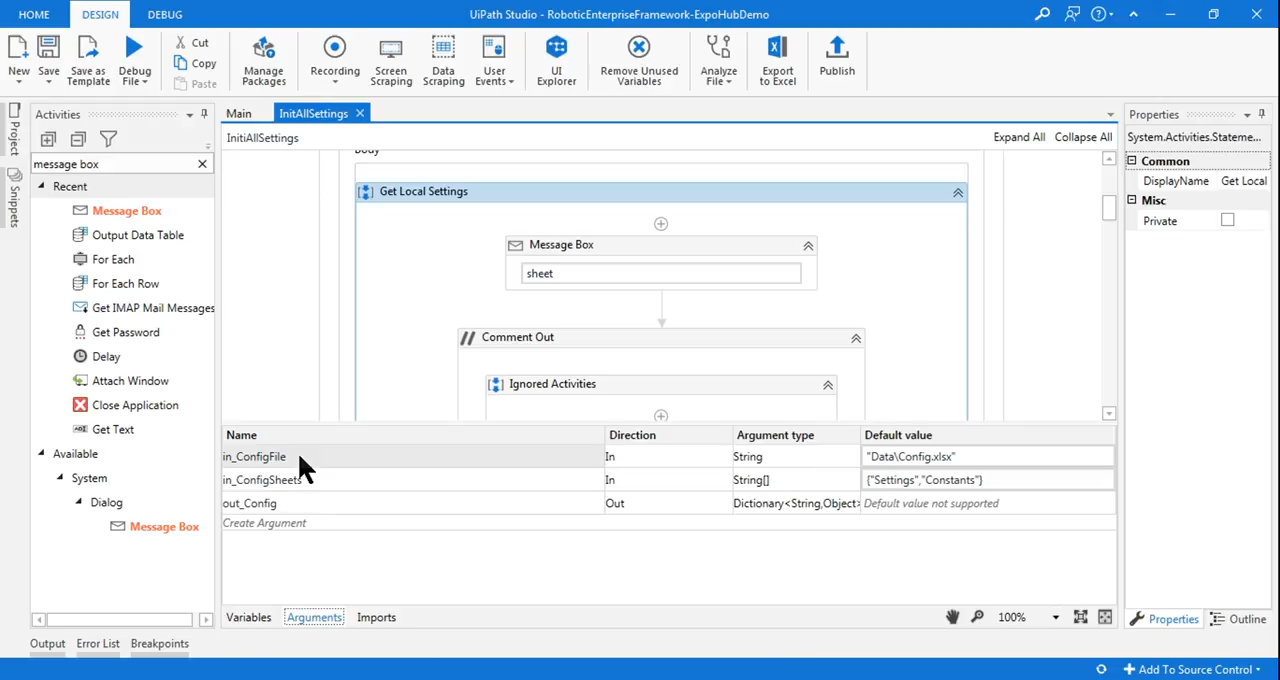 HOME DESIGN DEBUG UiPath Studio - RoboticEnterpriseFramework-ExpoHubDemo
New Save Save as Template Debug File Cut Copy Paste Manage Packages Recording Screen Scraping Data Scraping User Events UI Explorer Remove Unused Variables Analyze File Export to Excel Publish
Project
Snippets
Activities
message box
Recent
Message Box
Output Data Table
For Each
For Each Row
Get IMAP Mail Messages
Get Password
Delay
Attach Window
Close Application
Get Text
Available
System
Dialog
Message Box
Main InitAllSettings
InitiAllSettings Expand All Collapse All
Body
Get Local Settings
Message Box
sheet
// Comment Out
Ignored Activities
Name Direction Argument type Default value
in_ConfigFile In String "Data\Config.xlsx"
in_ConfigSheets In String[] {"Settings","Constants"}
out_Config Out Dictionary<String,Object> Default value not supported
Create Argument
Variables Arguments Imports 100%
Properties
System.Activities.Stateme...
Common
DisplayName Get Local
Misc
Private
Properties Outline
Output Error List Breakpoints
Add To Source Control